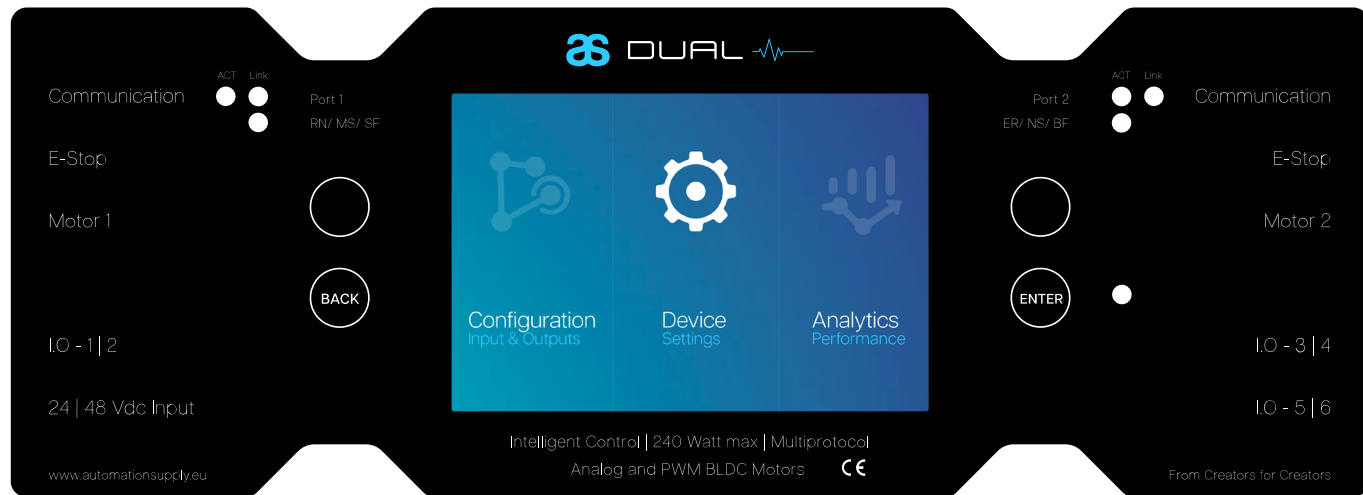 DUAL
ACT Link
Communication
Port 1
RN/ MS/ SF
E-Stop
Motor 1
BACK
I.O - 1 | 2
24 | 48 Vdc Input
www.automationsupply.eu
Configuration
Input & Outputs
Device
Settings
Analytics
Performance
Intelligent Control | 240 Watt max | Multiprotocol
Analog and PWM BLDC Motors CE
ACT Link
Port 2
Communication
ER/ NS/ BF
E-Stop
Motor 2
ENTER
I.O - 3 | 4
I.O - 5 | 6
From Creators for Creators